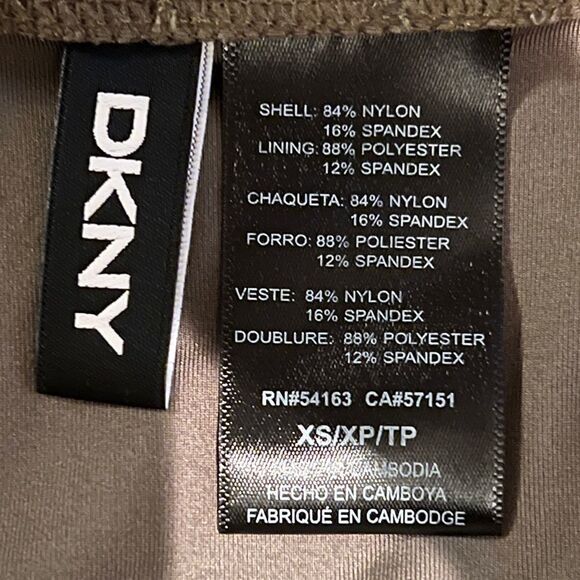 DKNY
SHELL: 84% NYLON
16% SPANDEX
LINING: 88% POLYESTER
12% SPANDEX
CHAQUETA: 84% NYLON
16% SPANDEX
FORRO: 88% POLIESTER
12% SPANDEX
VESTE: 84% NYLON
16% SPANDEX
DOUBLURE: 88% POLYESTER
12% SPANDEX
RN#54163 CA#57151
XS/XP/TP
CAMBODIA
HECHO EN CAMBOYA
FABRIQUÉ EN CAMBODGE